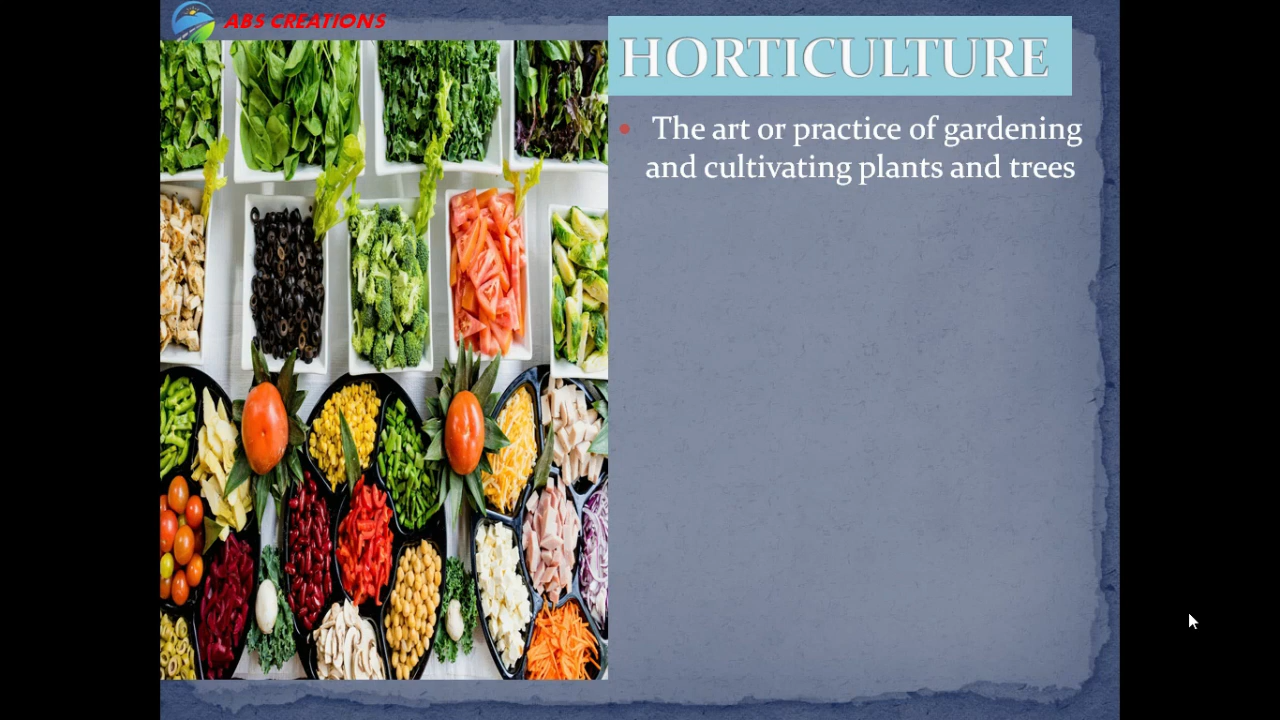 ABS CREATIONS
HORTICULTURE
• The art or practice of gardening
and cultivating plants and trees